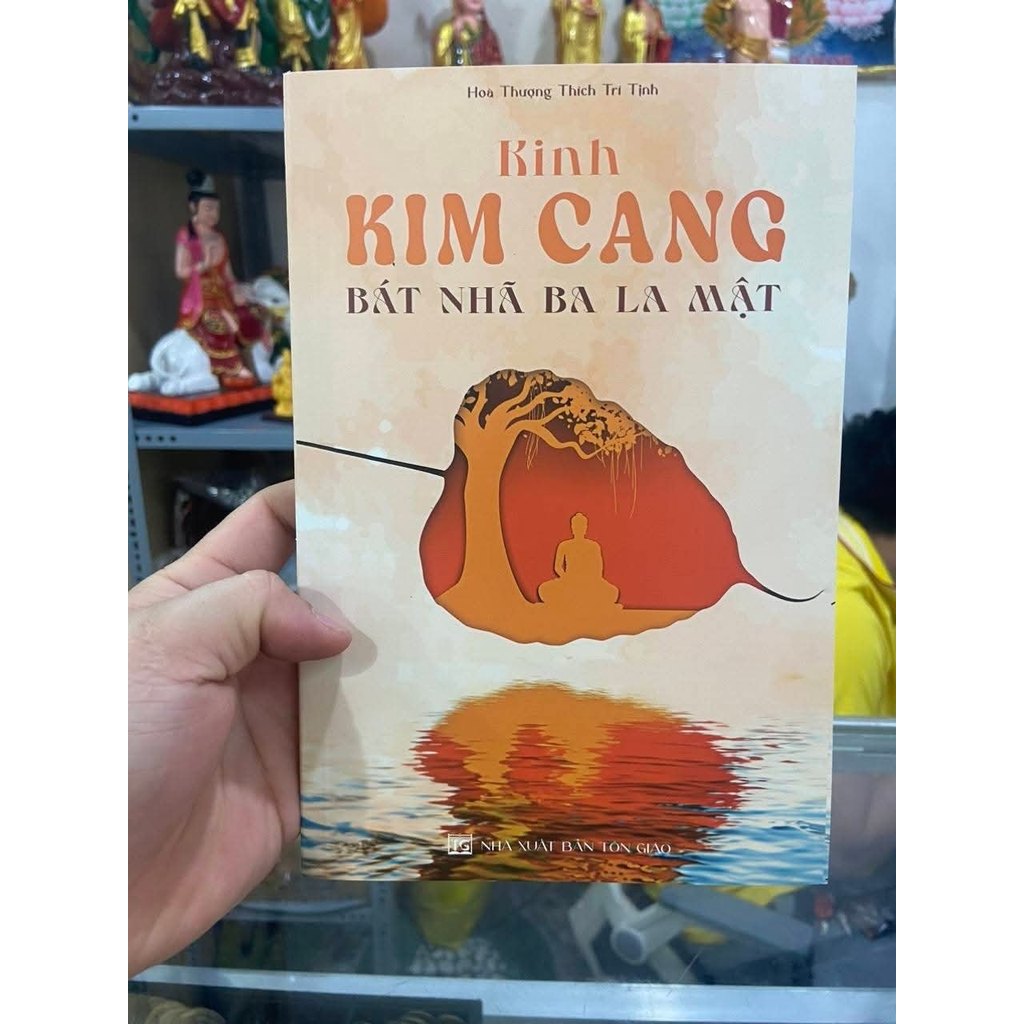 Hoà Thượng Thích Trí Tịnh
Kinh
KIM CANG
BÁT NHÃ BA LA MẬT
TG NHÀ XUẤT BẢN TÔN GIÁO